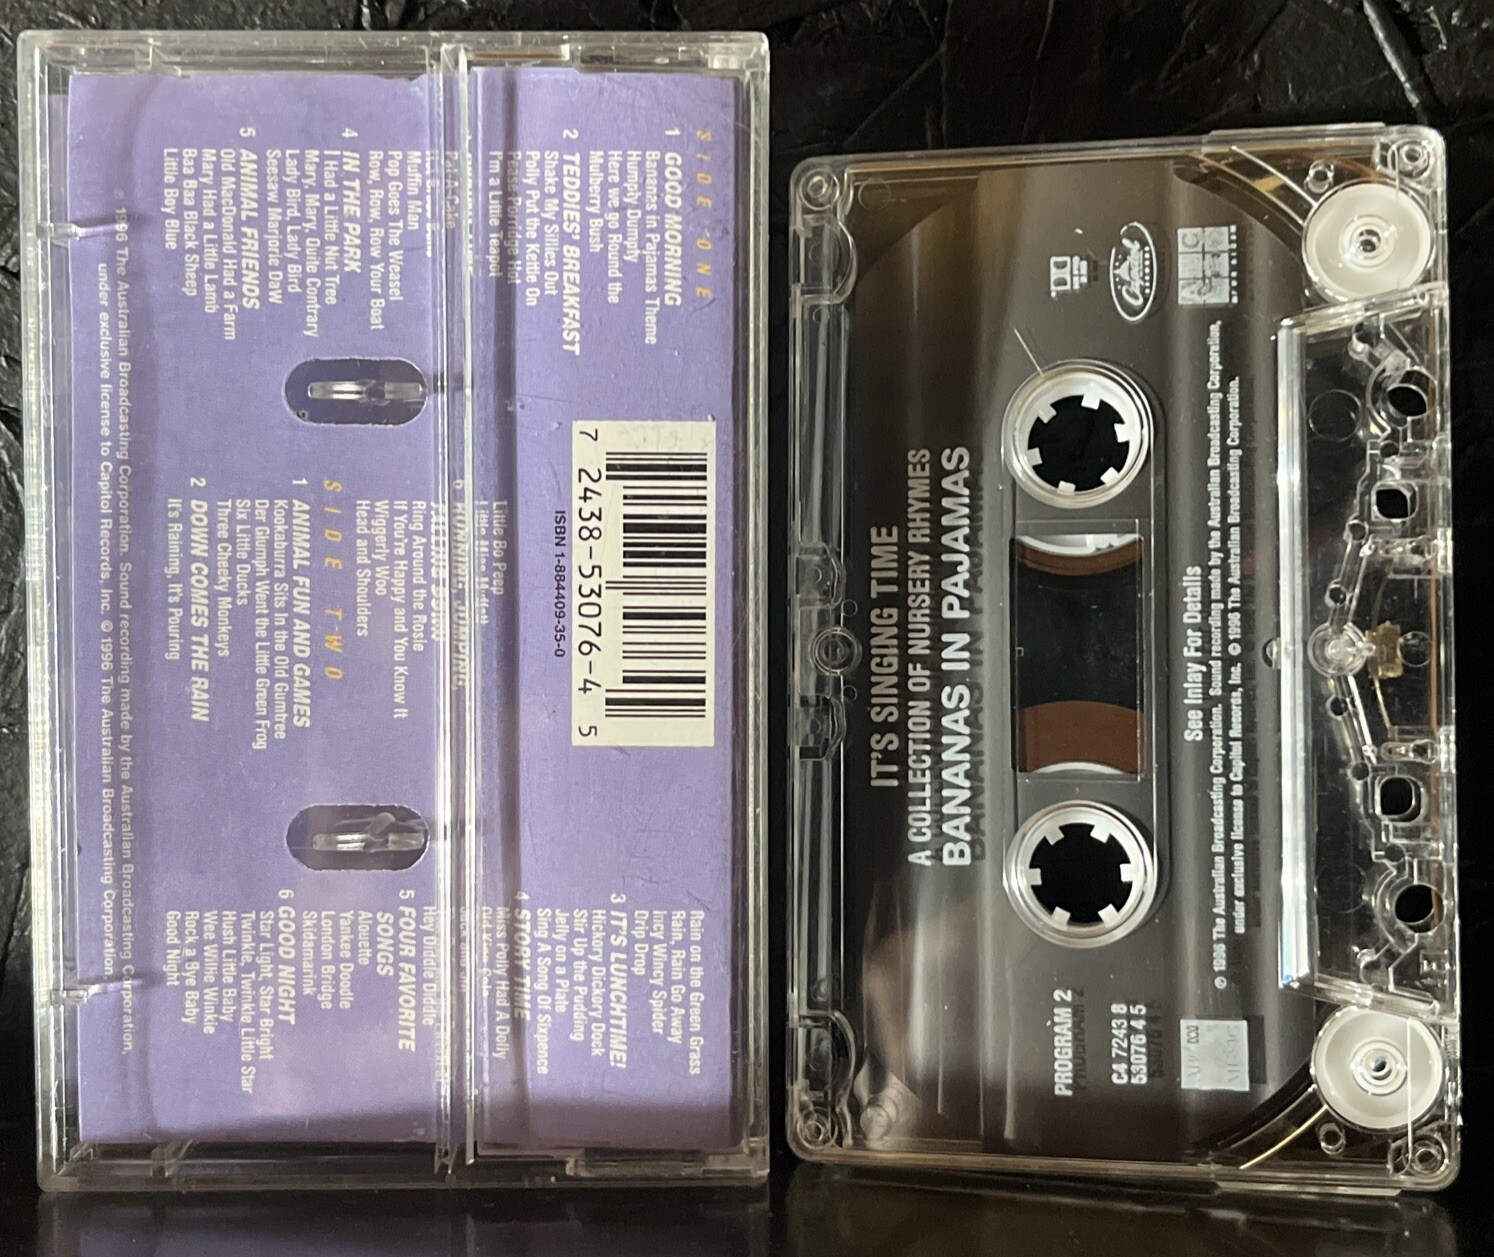 SIDE ONE
1 GOOD MORNING
Bananas in Pajamas Theme
Humpty Dumpty
Here we go Round the
Mulberry Bush
2 TEDDIES' BREAKFAST
Shake My Sillies Out
Polly Put the Kettle On
Pease Porridge Hot
I'm a Little Teapot
Pat-A-Cake
Muffin Man
Pop Goes The Weasel
Row, Row, Row Your Boat
4 IN THE PARK
I Had a Little Nut Tree
Mary, Mary, Quite Contrary
Lady Bird, Lady Bird
Seesaw Marjorie Daw
5 ANIMAL FRIENDS
Old MacDonald Had a Farm
Mary Had a Little Lamb
Baa Baa Black Sheep
Little Boy Blue
Little Bo Peep
Little Miss Muffett
6 RUNNING, JUMPING,
FALLING DOWN
Ring Around the Rosie
If You're Happy and You Know It
Wiggerly Woo
Head and Shoulders
SIDE TWO
1 ANIMAL FUN AND GAMES
Kookaburra Sits In the Old Gumtree
Der Glumph Went the Little Green Frog
Six Little Ducks
Three Cheeky Monkeys
2 DOWN COMES THE RAIN
It's Raining, It's Pouring
Rain on the Green Grass
Rain, Rain Go Away
Incy Wincy Spider
Drip Drop
3 IT'S LUNCHTIME!
Hickory Dickory Dock
Stir Up the Pudding
Jelly on a Plate
Sing A Song Of Sixpence
4 STORY TIME
Miss Polly Had A Dolly
Hey Diddle Diddle
5 FOUR FAVORITE
SONGS
Alouette
Yankee Doodle
London Bridge
Skidamarink
6 GOOD NIGHT
Star Light, Star Bright
Twinkle, Twinkle Little Star
Hush Little Baby
Wee Willie Winkie
Rock a Bye Baby
Good Night
7 2438-53076-4 5
ISBN 1-884409-35-0
℗ 1996 The Australian Broadcasting Corporation. Sound recording made by the Australian Broadcasting Corporation,
under exclusive license to Capitol Records, Inc. © 1996 The Australian Broadcasting Corporation.
IT'S SINGING TIME
A COLLECTION OF NURSERY RHYMES
BANANAS IN PAJAMAS
Capitol
RECORDS
See Inlay For Details
℗ 1996 The Australian Broadcasting Corporation. Sound recording made by the Australian Broadcasting Corporation,
under exclusive license to Capitol Records, Inc. © 1996 The Australian Broadcasting Corporation.
PROGRAM 2
C4 7243 8
53076 4 5